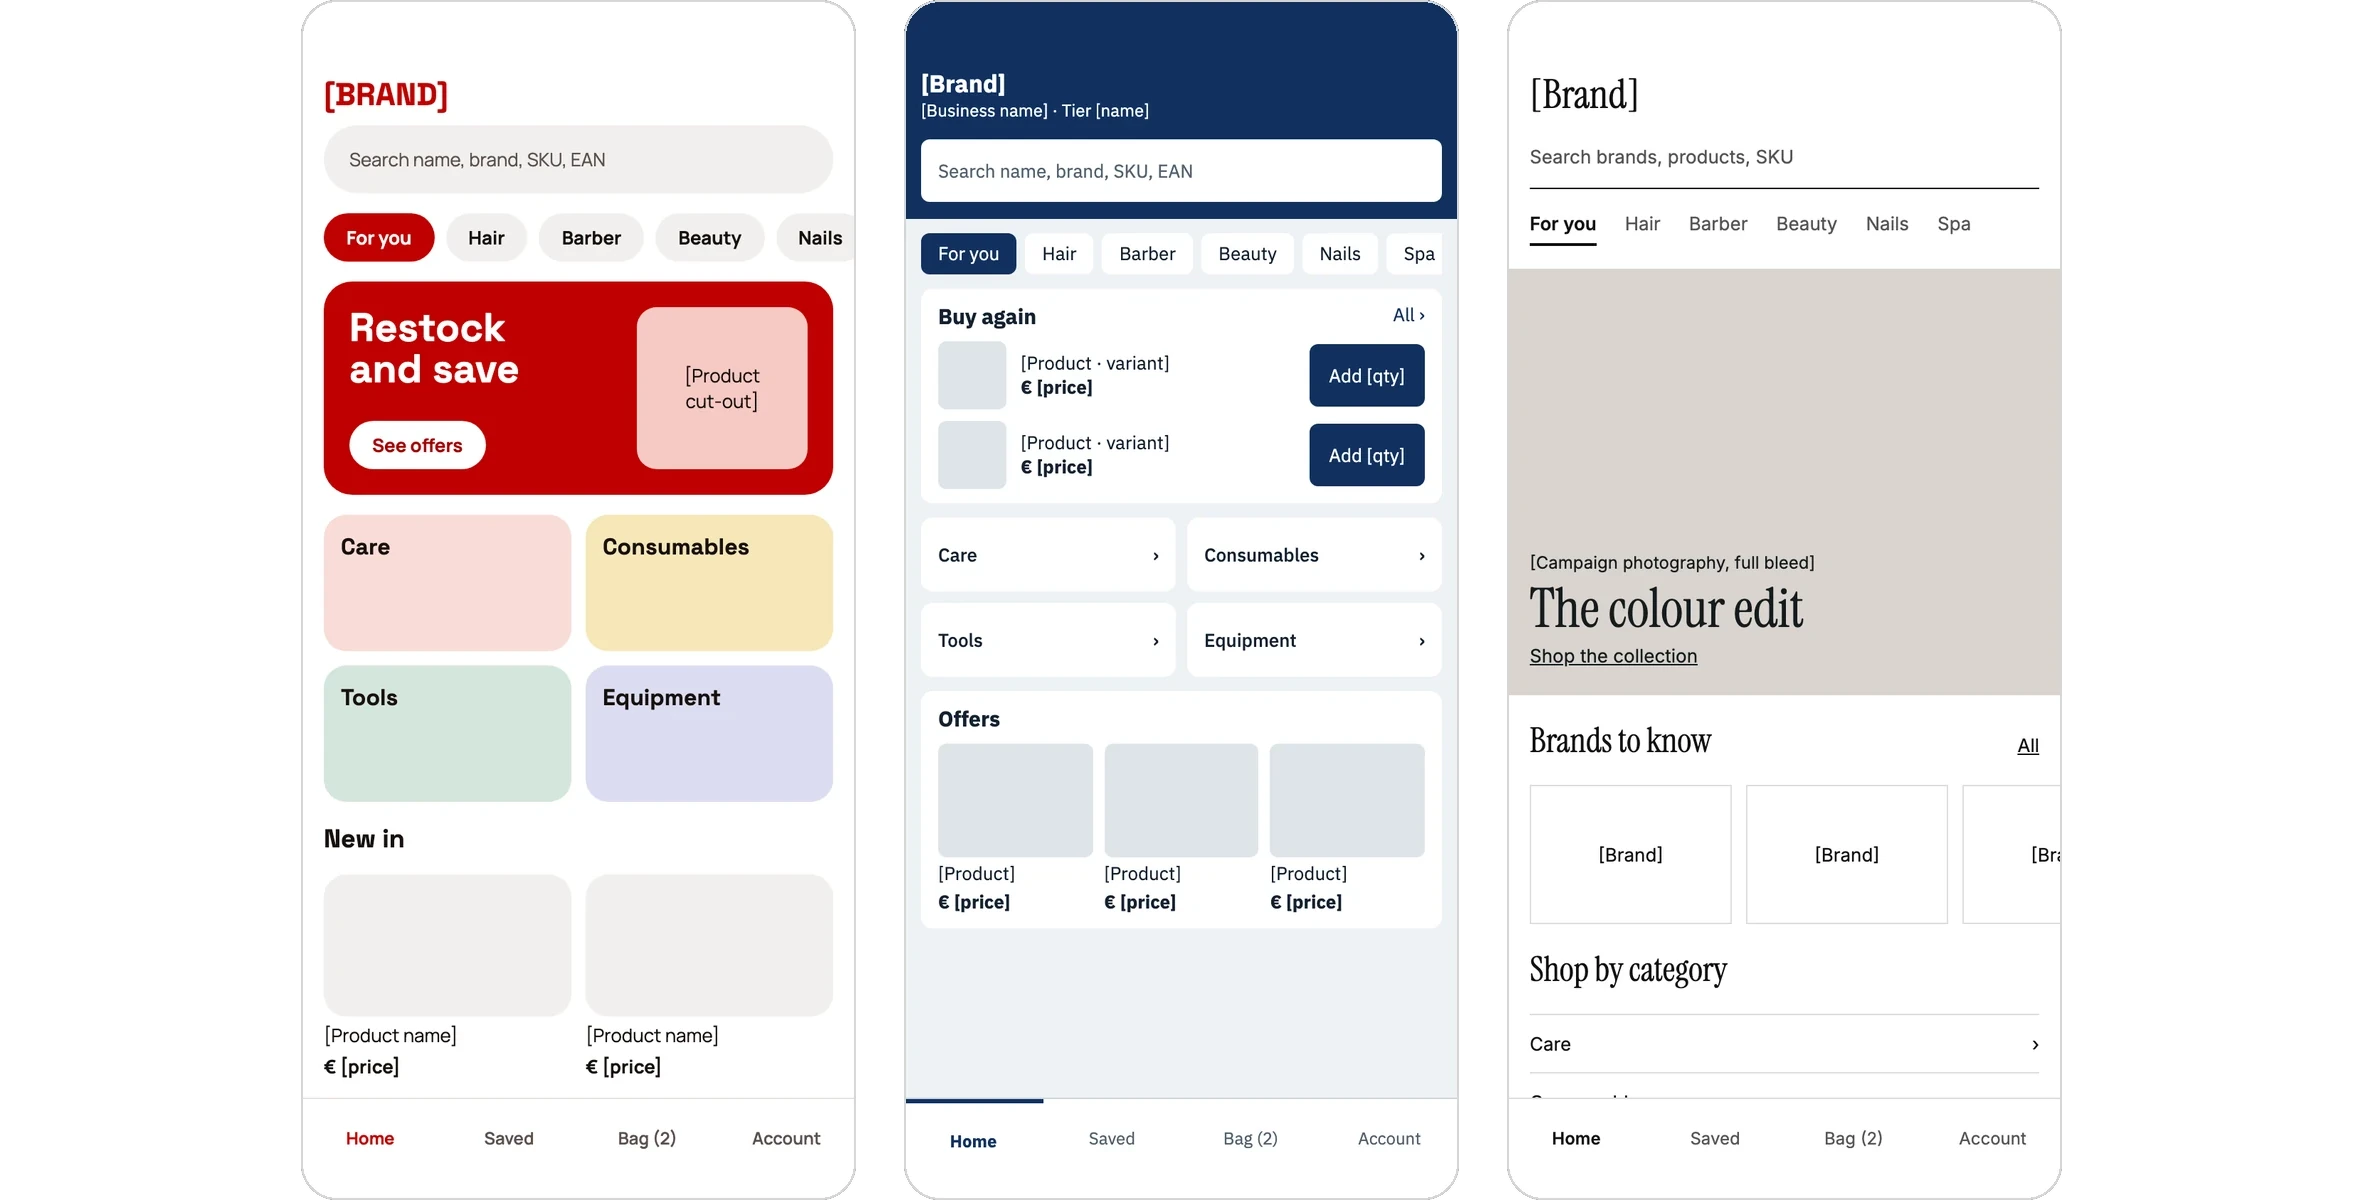 [BRAND]
Search name, brand, SKU, EAN
For you Hair Barber Beauty Nails
Restock
and save
[Product
cut-out]
See offers
Care Consumables
Tools Equipment
New in
[Product name] [Product name]
€ [price] € [price]
Home Saved Bag (2) Account
[Brand]
[Business name] · Tier [name]
Search name, brand, SKU, EAN
For you Hair Barber Beauty Nails Spa
Buy again All ›
[Product · variant]
€ [price]
Add [qty]
[Product · variant]
€ [price]
Add [qty]
Care › Consumables ›
Tools › Equipment ›
Offers
[Product] [Product] [Product]
€ [price] € [price] € [price]
Home Saved Bag (2) Account
[Brand]
Search brands, products, SKU
For you Hair Barber Beauty Nails Spa
[Campaign photography, full bleed]
The colour edit
Shop the collection
Brands to know All
[Brand] [Brand] [Bra
Shop by category
Care ›
Home Saved Bag (2) Account